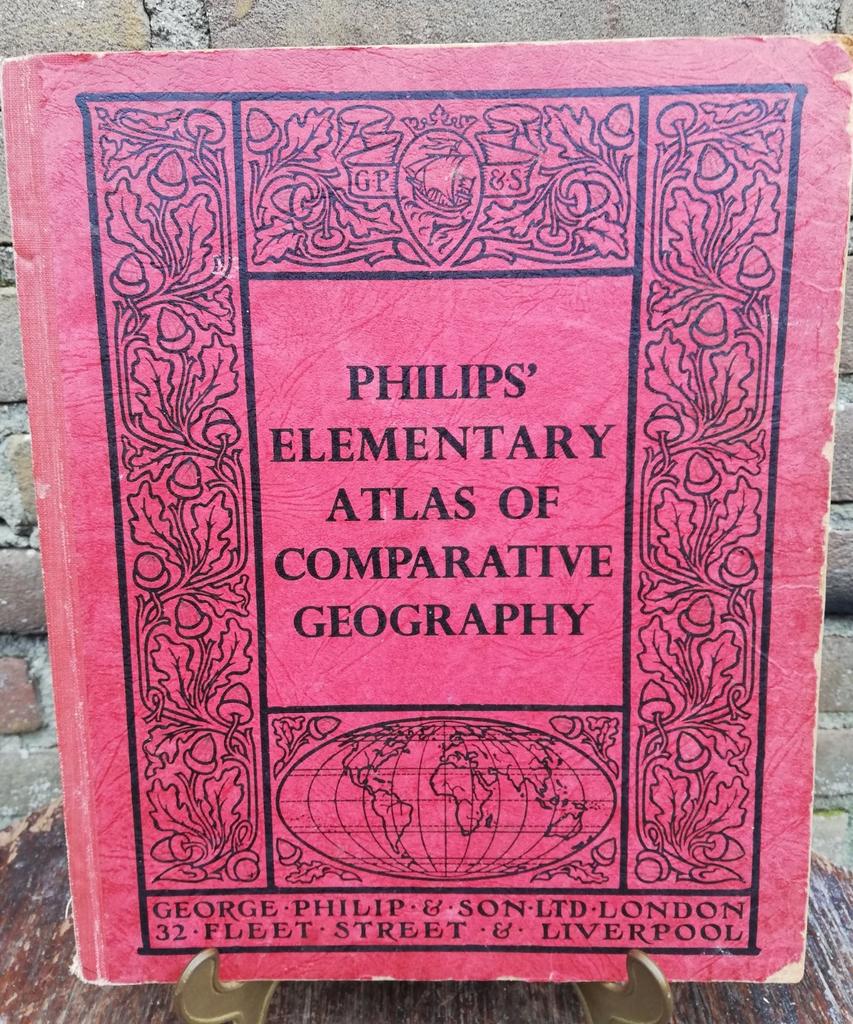 GP &S
PHILIPS'
ELEMENTARY
ATLAS OF
COMPARATIVE
GEOGRAPHY
GEORGE·PHILIP·&·SON·LTD·LONDON
32·FLEET·STREET·&·LIVERPOOL